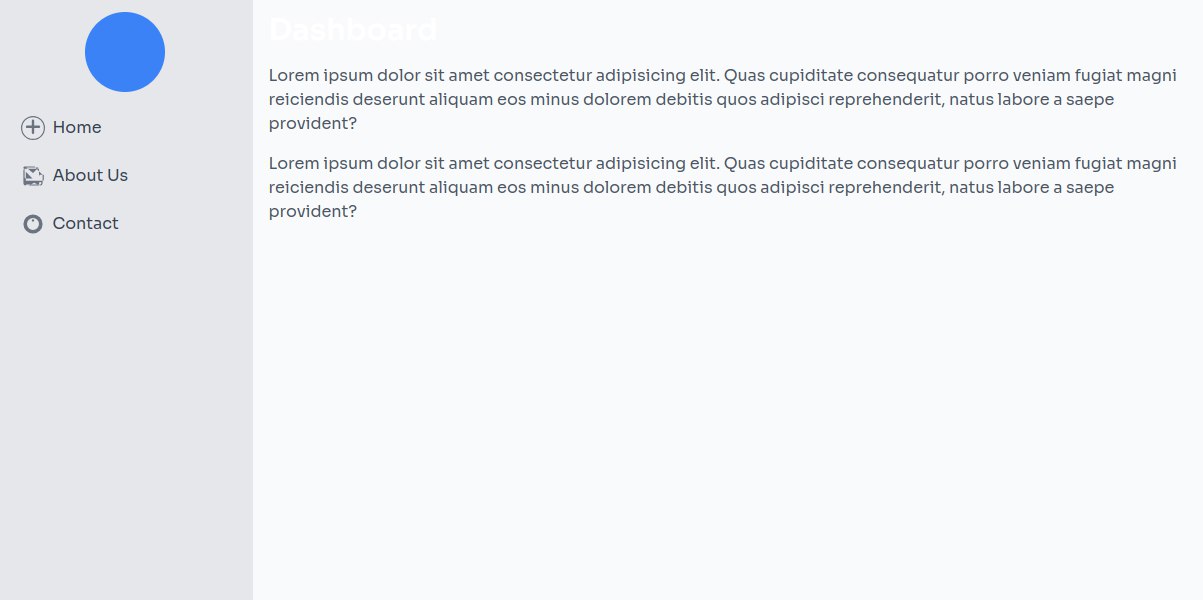 Dashboard
Lorem ipsum dolor sit amet consectetur adipisicing elit. Quas cupiditate consequatur porro veniam fugiat magni
reiciendis deserunt aliquam eos minus dolorem debitis quos adipisci reprehenderit, natus labore a saepe
provident?
Lorem ipsum dolor sit amet consectetur adipisicing elit. Quas cupiditate consequatur porro veniam fugiat magni
reiciendis deserunt aliquam eos minus dolorem debitis quos adipisci reprehenderit, natus labore a saepe
provident?
Home
About Us
Contact